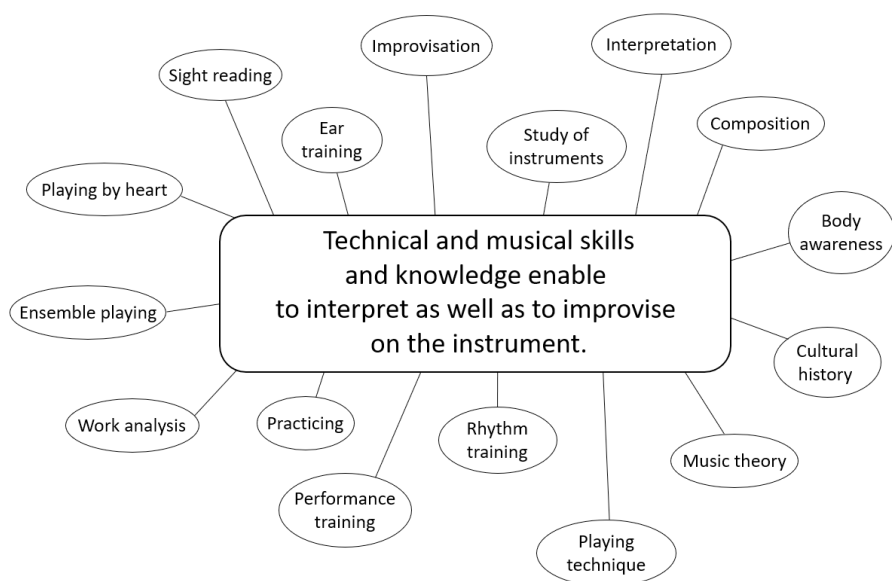 Improvisation
Interpretation
Sight reading
Ear
training
Study of
instruments
Composition
Playing by heart
Body
awareness
Technical and musical skills
and knowledge enable
to interpret as well as to improvise
on the instrument.
Ensemble playing
Cultural
history
Work analysis
Practicing
Rhythm
training
Music theory
Performance
training
Playing
technique